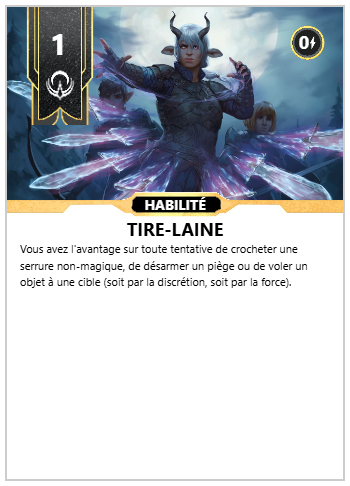 1
0
HABILITÉ
TIRE-LAINE
Vous avez l'avantage sur toute tentative de crocheter une
serrure non-magique, de désarmer un piège ou de voler un
objet à une cible (soit par la discrétion, soit par la force).